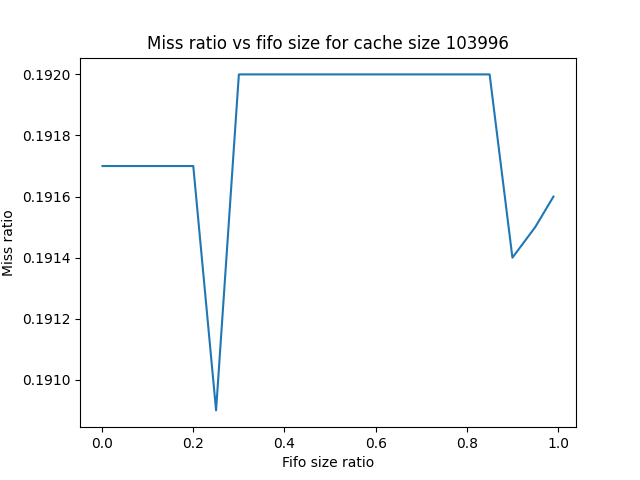 Miss ratio vs fifo size for cache size 103996
0.1920
0.1918
0.1916
0.1914
0.1912
0.1910
Miss ratio
0.0 0.2 0.4 0.6 0.8 1.0
Fifo size ratio